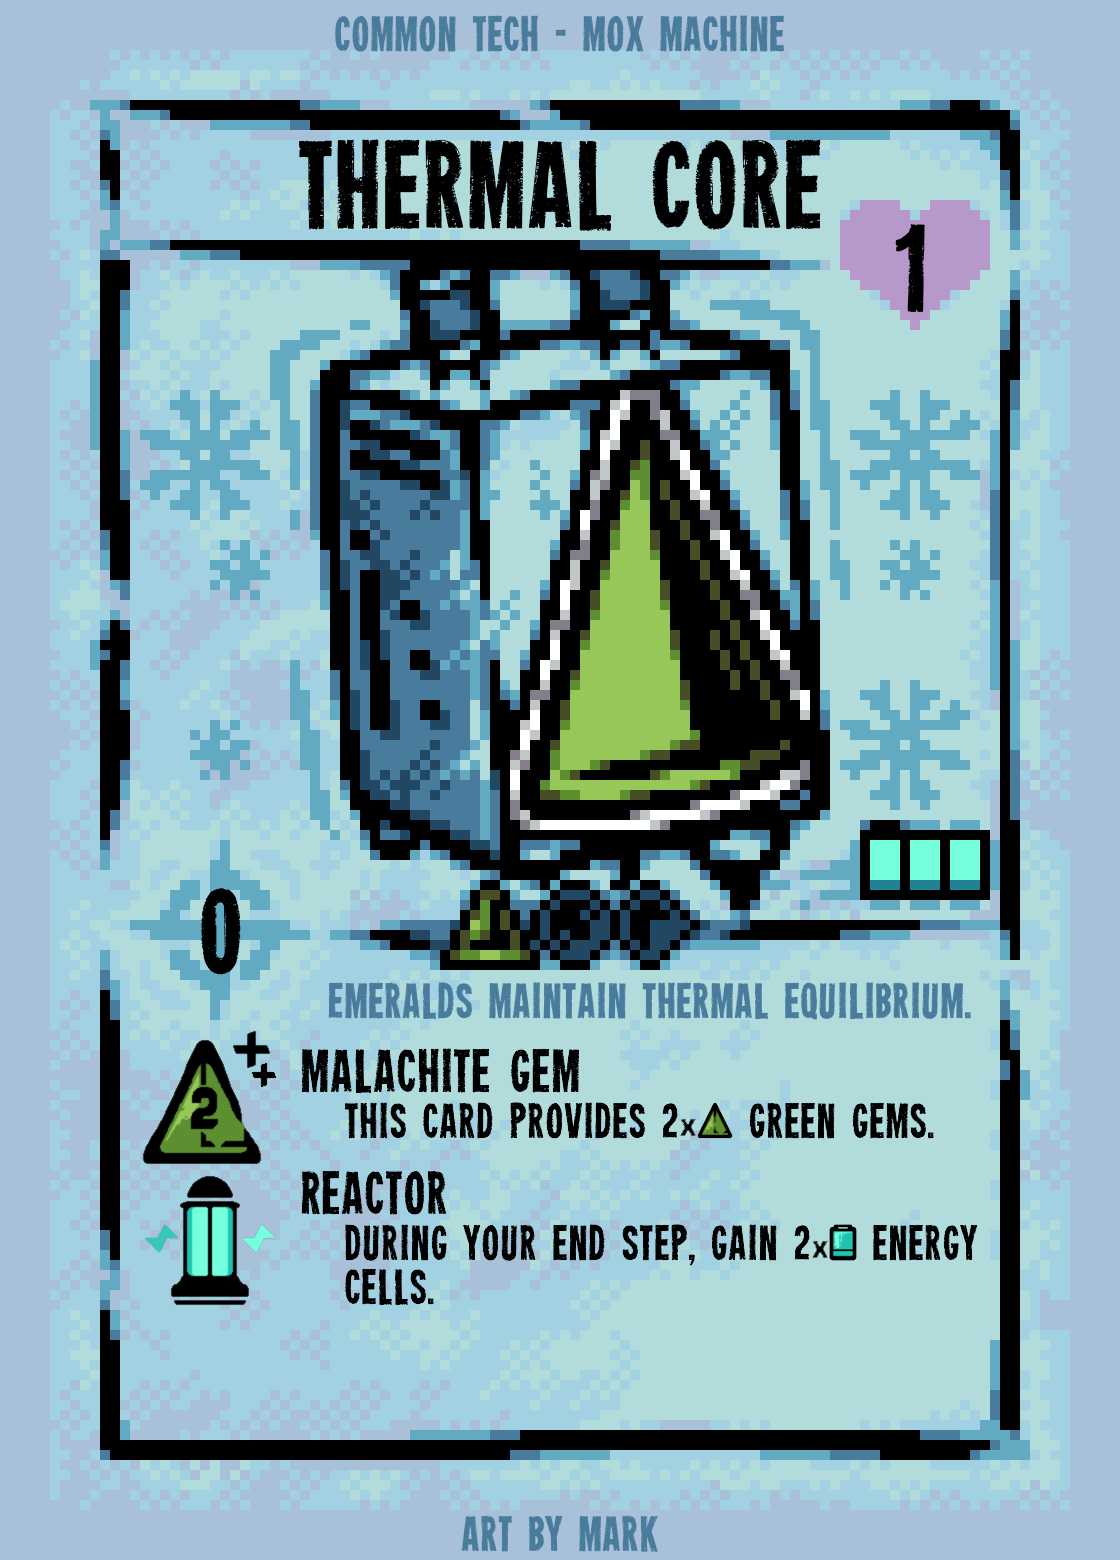 COMMON TECH - MOX MACHINE
THERMAL CORE
1
0
EMERALDS MAINTAIN THERMAL EQUILIBRIUM.
2
MALACHITE GEM
THIS CARD PROVIDES 2x GREEN GEMS.
REACTOR
DURING YOUR END STEP, GAIN 2x ENERGY
CELLS.
ART BY MARK